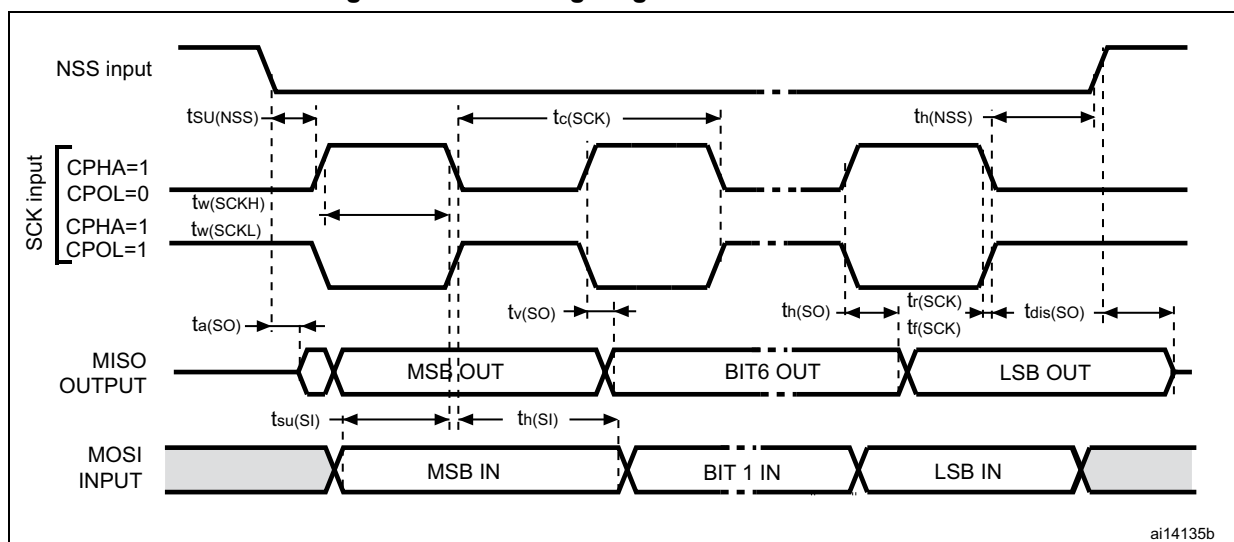 NSS input
tSU(NSS)
tc(SCK)
th(NSS)
SCK input
CPHA=1
CPOL=0
tw(SCKH)
CPHA=1
tw(SCKL)
CPOL=1
ta(SO)
tv(SO)
th(SO)
tr(SCK)
tf(SCK)
tdis(SO)
MISO
OUTPUT
MSB OUT
BIT6 OUT
LSB OUT
tsu(SI)
th(SI)
MOSI
INPUT
MSB IN
BIT 1 IN
LSB IN
ai14135b